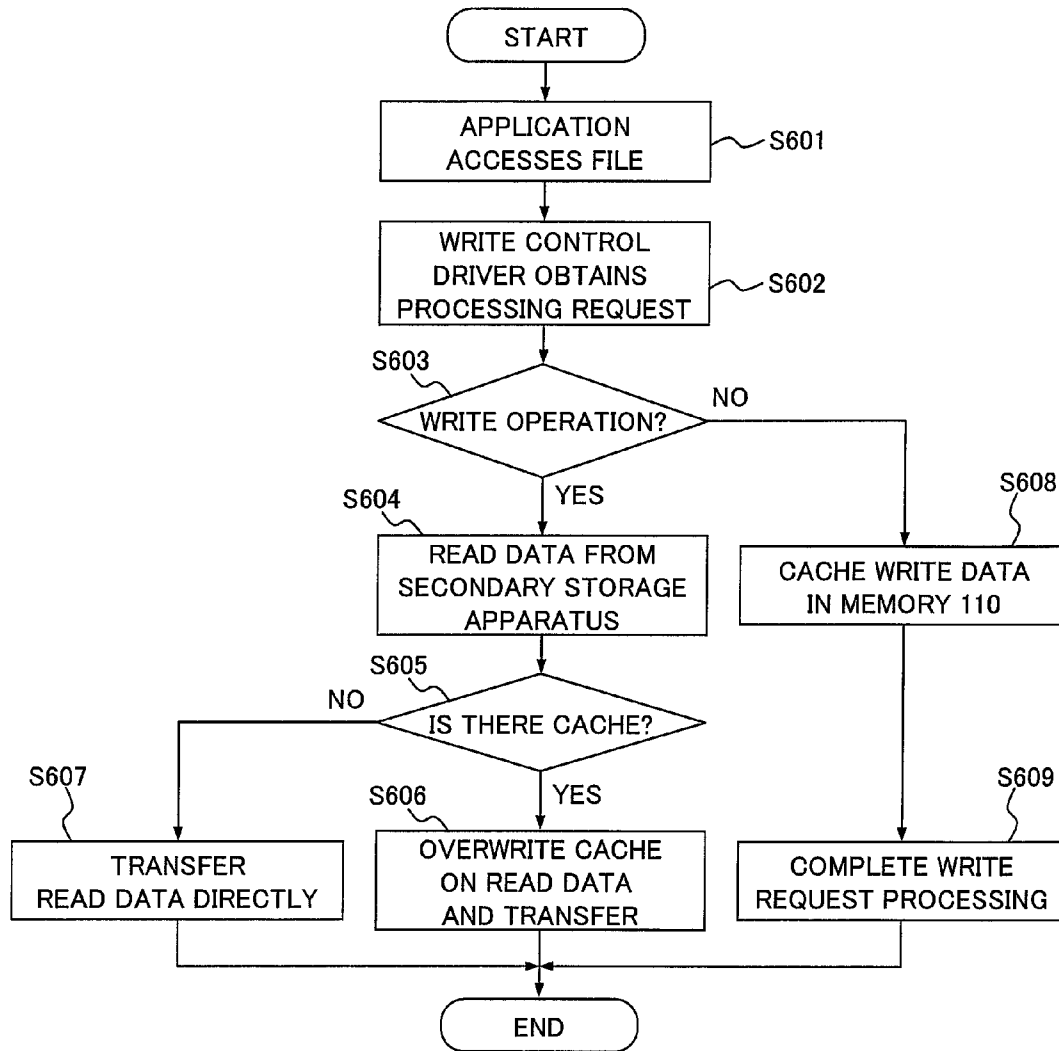 START
APPLICATION
ACCESSES FILE
S601
WRITE CONTROL
DRIVER OBTAINS
PROCESSING REQUEST
S602
S603
WRITE OPERATION?
NO
YES
S604
READ DATA FROM
SECONDARY STORAGE
APPARATUS
S608
CACHE WRITE DATA
IN MEMORY 110
S605
IS THERE CACHE?
NO
YES
S607
TRANSFER
READ DATA DIRECTLY
S606
OVERWRITE CACHE
ON READ DATA
AND TRANSFER
S609
COMPLETE WRITE
REQUEST PROCESSING
END